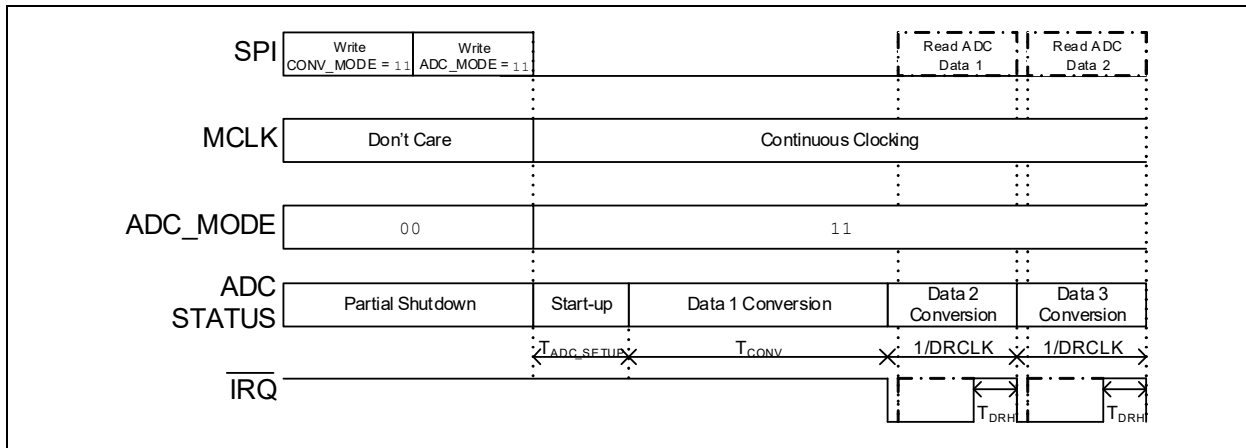 SPI
Write
CONV_MODE = 11
Write
ADC_MODE = 11
Read ADC
Data 1
Read ADC
Data 2
MCLK
Don't Care
Continuous Clocking
ADC_MODE
00
11
ADC
STATUS
Partial Shutdown
Start-up
Data 1 Conversion
Data 2
Conversion
Data 3
Conversion
TADC_SETUP
TCONV
1/DRCLK
1/DRCLK
IRQ
TDRH
TDRH